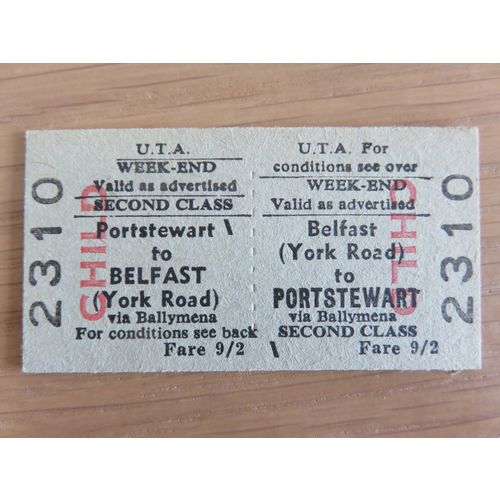 2310
CHILD
U.T.A.
WEEK-END
Valid as advertised
SECOND CLASS
Portstewart \
to
BELFAST
(York Road)
via Ballymena
For conditions see back
Fare 9/2
U.T.A. For
conditions see over
WEEK-END
Valid as advertised
Belfast
(York Road)
to
PORTSTEWART
via Ballymena
SECOND CLASS
\ Fare 9/2
CHILD
2310